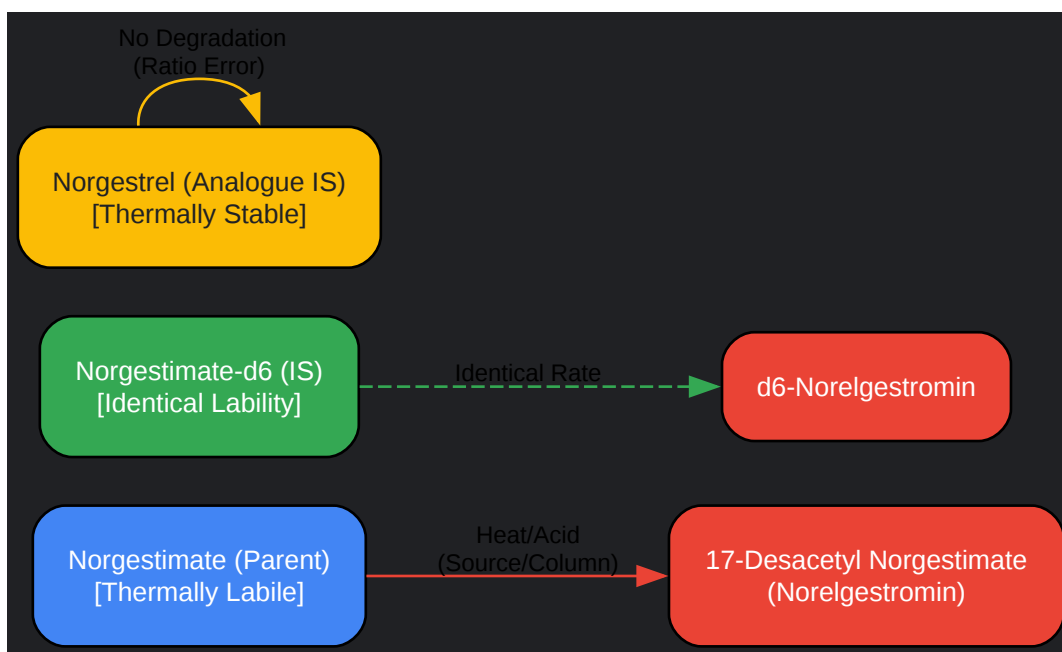 No Degradation
(Ratio Error)
Norgestrel (Analogue IS)
[Thermally Stable]
Norgestimate-d6 (IS)
[Identical Lability]
Identical Rate
d6-Norelgestromin
Norgestimate (Parent)
[Thermally Labile]
Heat/Acid
(Source/Column)
17-Desacetyl Norgestimate
(Norelgestromin)